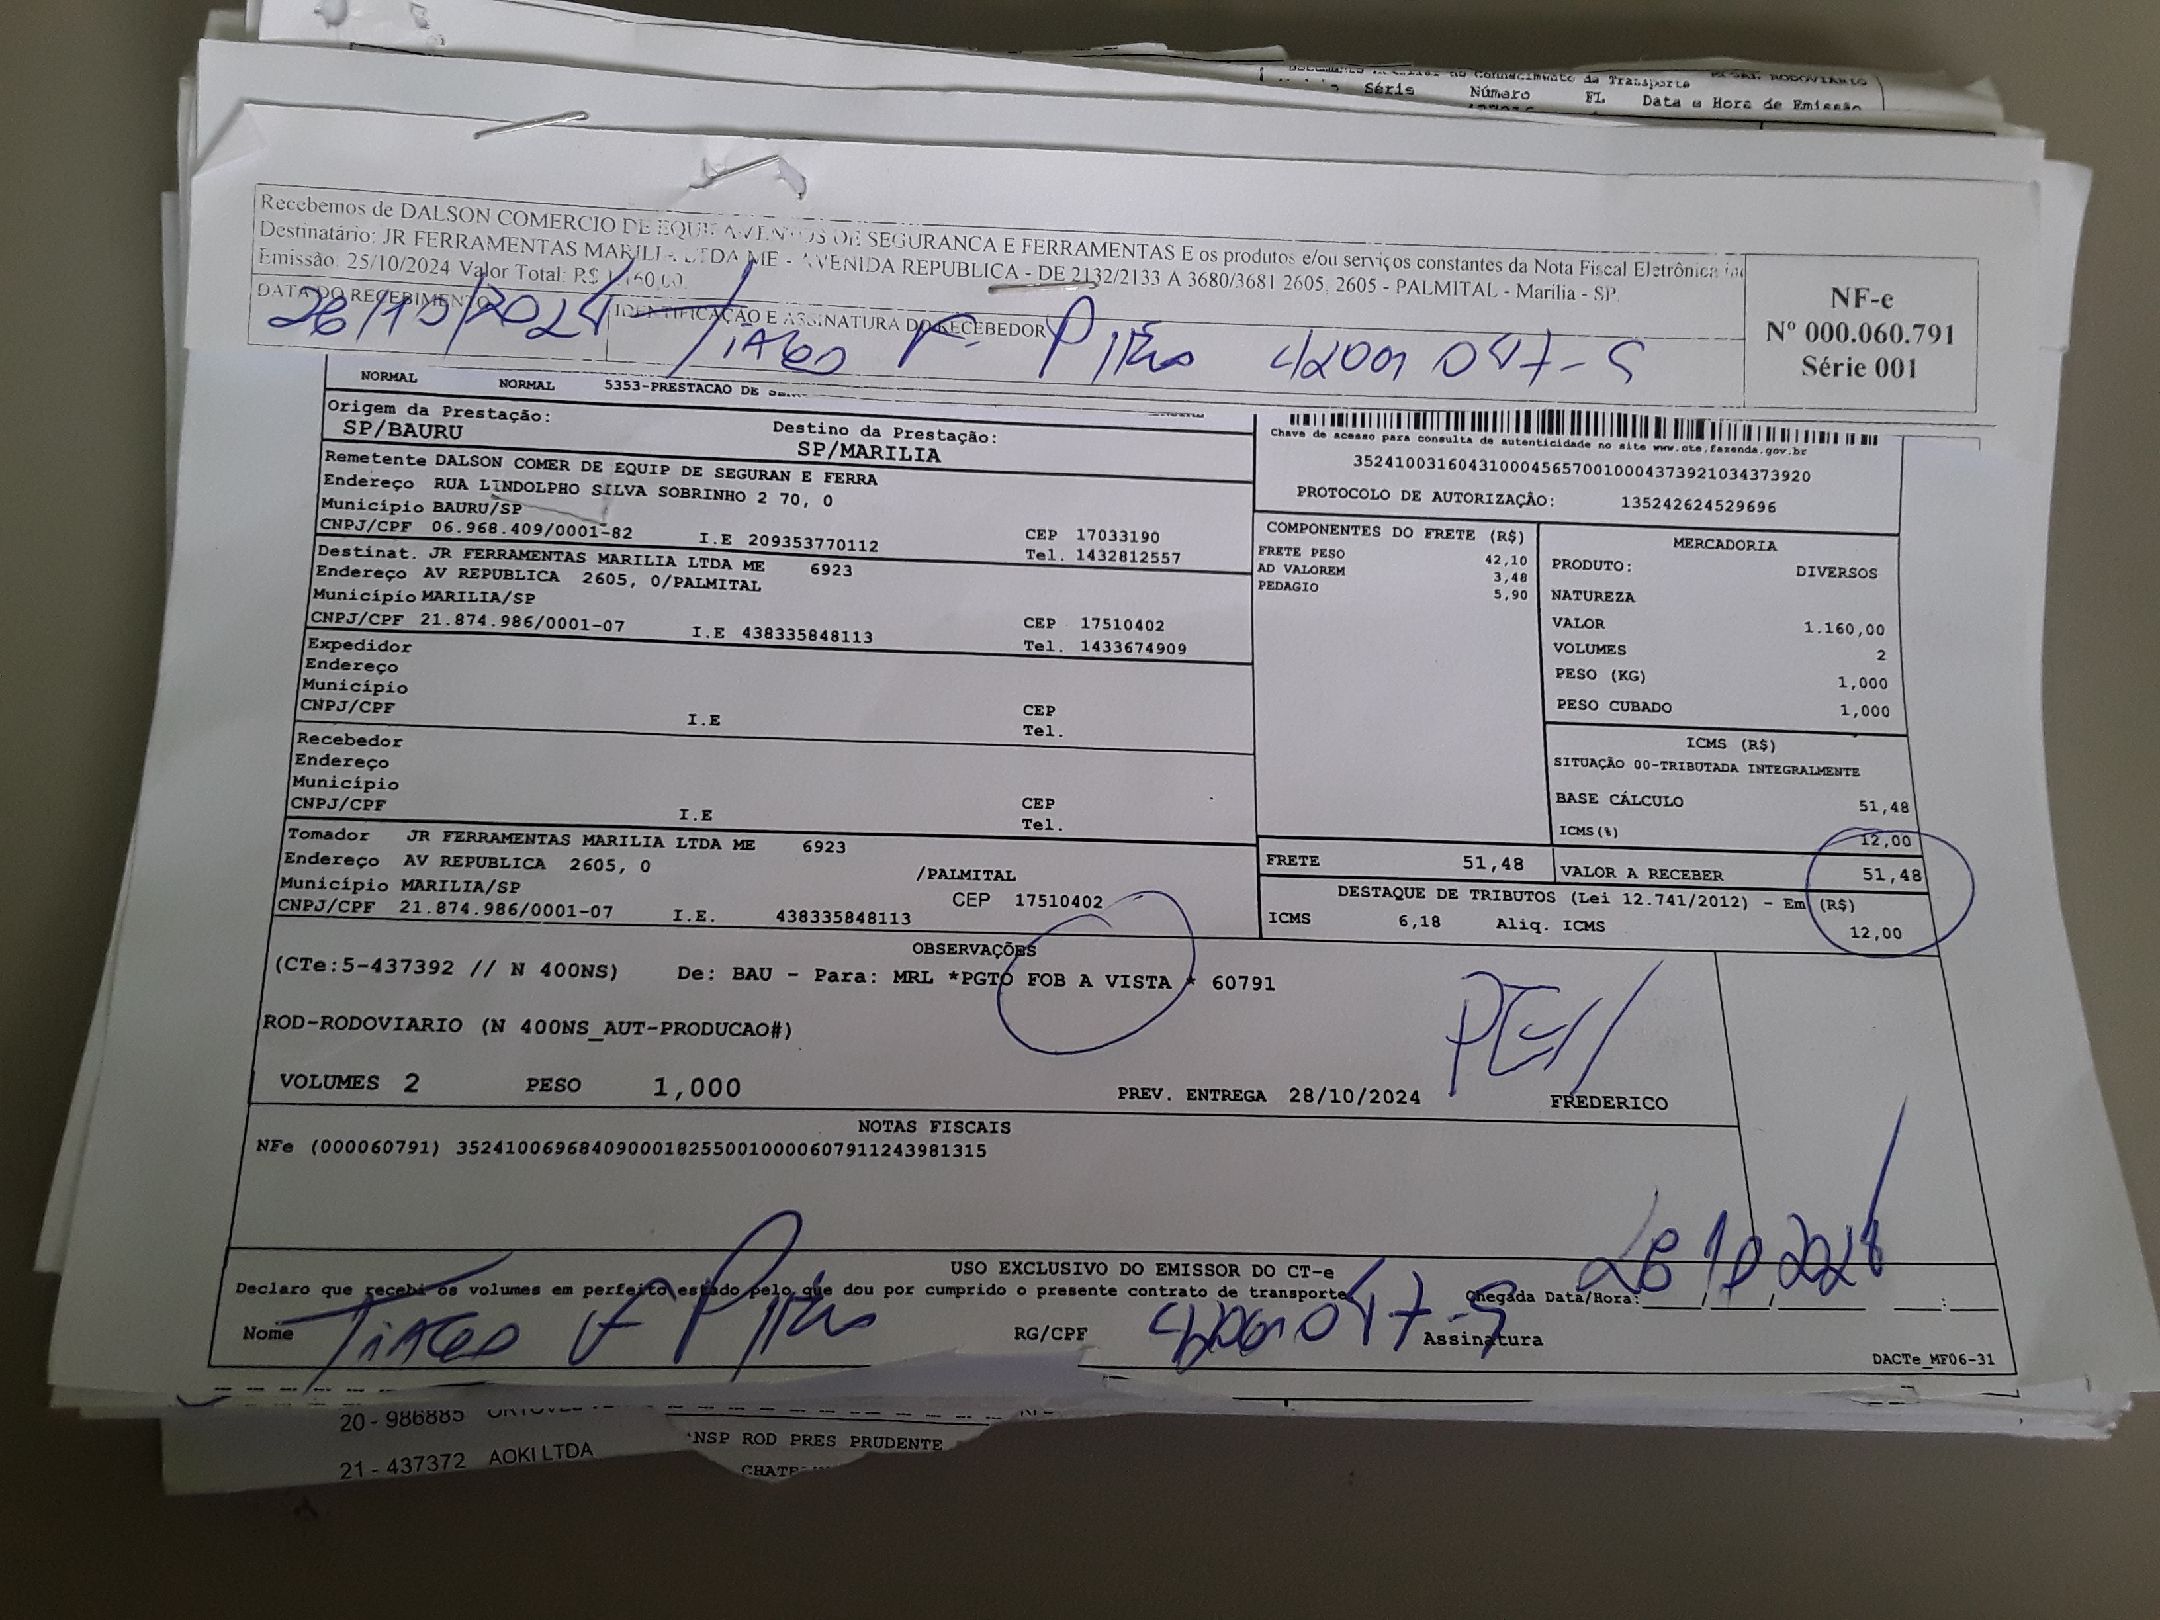 Série Número FL Data e Hora de Emissão
Recebemos de DALSON COMERCIO DE SEGURANCA E FERRAMENTAS E os produtos e/ou serviços constantes da Nota Fiscal Eletrônica
Destinatário: JR FERRAMENTAS MARILIA LTDA ME - AVENIDA REPUBLICA - DE 2132/2133 A 3680/3681 2605, 2605 - PALMITAL - Marília - SP.
Emissão: 25/10/2024 Valor Total: R$
DATA DO RECEBIMENTO
IDENTIFICAÇÃO E ASSINATURA DO RECEBEDOR
NF-e
Nº 000.060.791
Série 001
NORMAL NORMAL 5353-PRESTACAO DE
Origem da Prestação:
SP/BAURU
Destino da Prestação:
SP/MARILIA
Remetente DALSON COMER DE EQUIP DE SEGURAN E FERRA
Endereço RUA LINDOLPHO SILVA SOBRINHO 2 70, 0
Município BAURU/SP
CNPJ/CPF 06.968.409/0001-82 I.E 209353770112 CEP 17033190
Tel. 1432812557
Destinat. JR FERRAMENTAS MARILIA LTDA ME 6923
Endereço AV REPUBLICA 2605, 0/PALMITAL
Município MARILIA/SP
CNPJ/CPF 21.874.986/0001-07 I.E 438335848113 CEP 17510402
Tel. 1433674909
Expedidor
Endereço
Município
CNPJ/CPF I.E CEP
Tel.
Recebedor
Endereço
Município
CNPJ/CPF I.E CEP
Tel.
Tomador JR FERRAMENTAS MARILIA LTDA ME 6923
Endereço AV REPUBLICA 2605, 0 /PALMITAL
Município MARILIA/SP CEP 17510402
CNPJ/CPF 21.874.986/0001-07 I.E. 438335848113
Chave de acesso para consulta de autenticidade no site www.cte.fazenda.gov.br
35241003160431000456570010004373921034373920
PROTOCOLO DE AUTORIZAÇÃO: 135242624529696
COMPONENTES DO FRETE (R$)
FRETE PESO 42,10
AD VALOREM 3,48
PEDAGIO 5,90
MERCADORIA
PRODUTO: DIVERSOS
NATUREZA
VALOR 1.160,00
VOLUMES 2
PESO (KG) 1,000
PESO CUBADO 1,000
ICMS (R$)
SITUAÇÃO 00-TRIBUTADA INTEGRALMENTE
BASE CÁLCULO 51,48
ICMS(%) 12,00
FRETE 51,48 VALOR A RECEBER 51,48
DESTAQUE DE TRIBUTOS (Lei 12.741/2012) - Em (R$)
ICMS 6,18 Aliq. ICMS 12,00
OBSERVAÇÕES
(CTe:5-437392 // N 400NS) De: BAU - Para: MRL *PGTO FOB A VISTA * 60791
ROD-RODOVIARIO (N 400NS_AUT-PRODUCAO#)
VOLUMES 2 PESO 1,000 PREV. ENTREGA 28/10/2024 FREDERICO
NOTAS FISCAIS
NFe (000060791) 35241006968409000182550010000607911243981315
USO EXCLUSIVO DO EMISSOR DO CT-e
Declaro que recebi os volumes em perfeito estado pelo que dou por cumprido o presente contrato de transporte. Chegada Data/Hora:
Nome RG/CPF Assinatura
DACTe_MF06-31
20 - 986885
21 - 437372 AOKI LTDA
NSP ROD PRES PRUDENTE